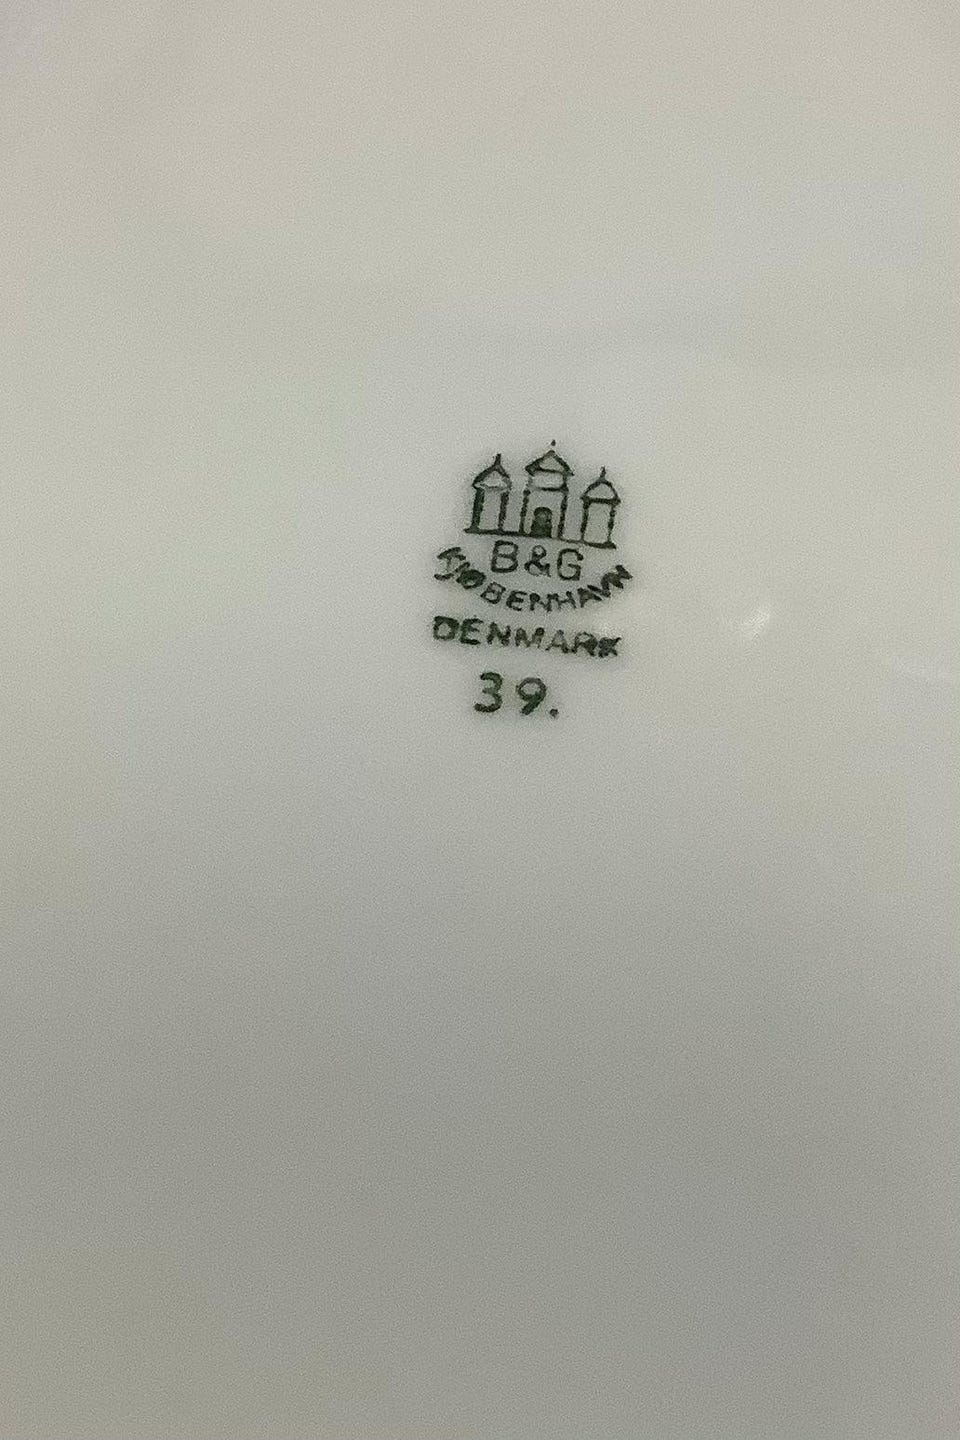 B&G
KJØBENHAVN
DENMARK
39.